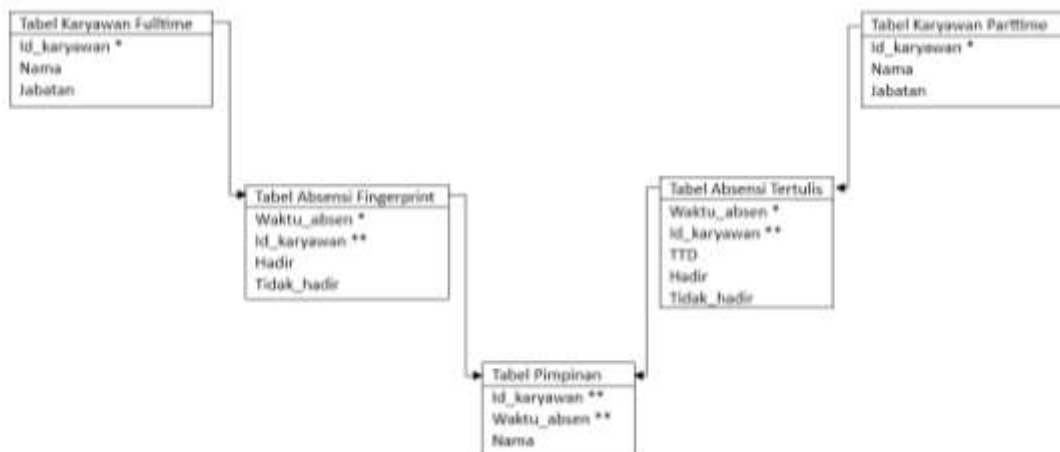 Tabel Karyawan Fulltime
Id_karyawan *
Nama
Jabatan
Tabel Karyawan Parttime
Id_karyawan *
Nama
Jabatan
Tabel Absensi Fingerprint
Waktu_absen *
Id_karyawan **
Hadir
Tidak_hadir
Tabel Absensi Tertulis
Waktu_absen *
Id_karyawan **
TTD
Hadir
Tidak_hadir
Tabel Pimpinan
Id_karyawan **
Waktu_absen **
Nama